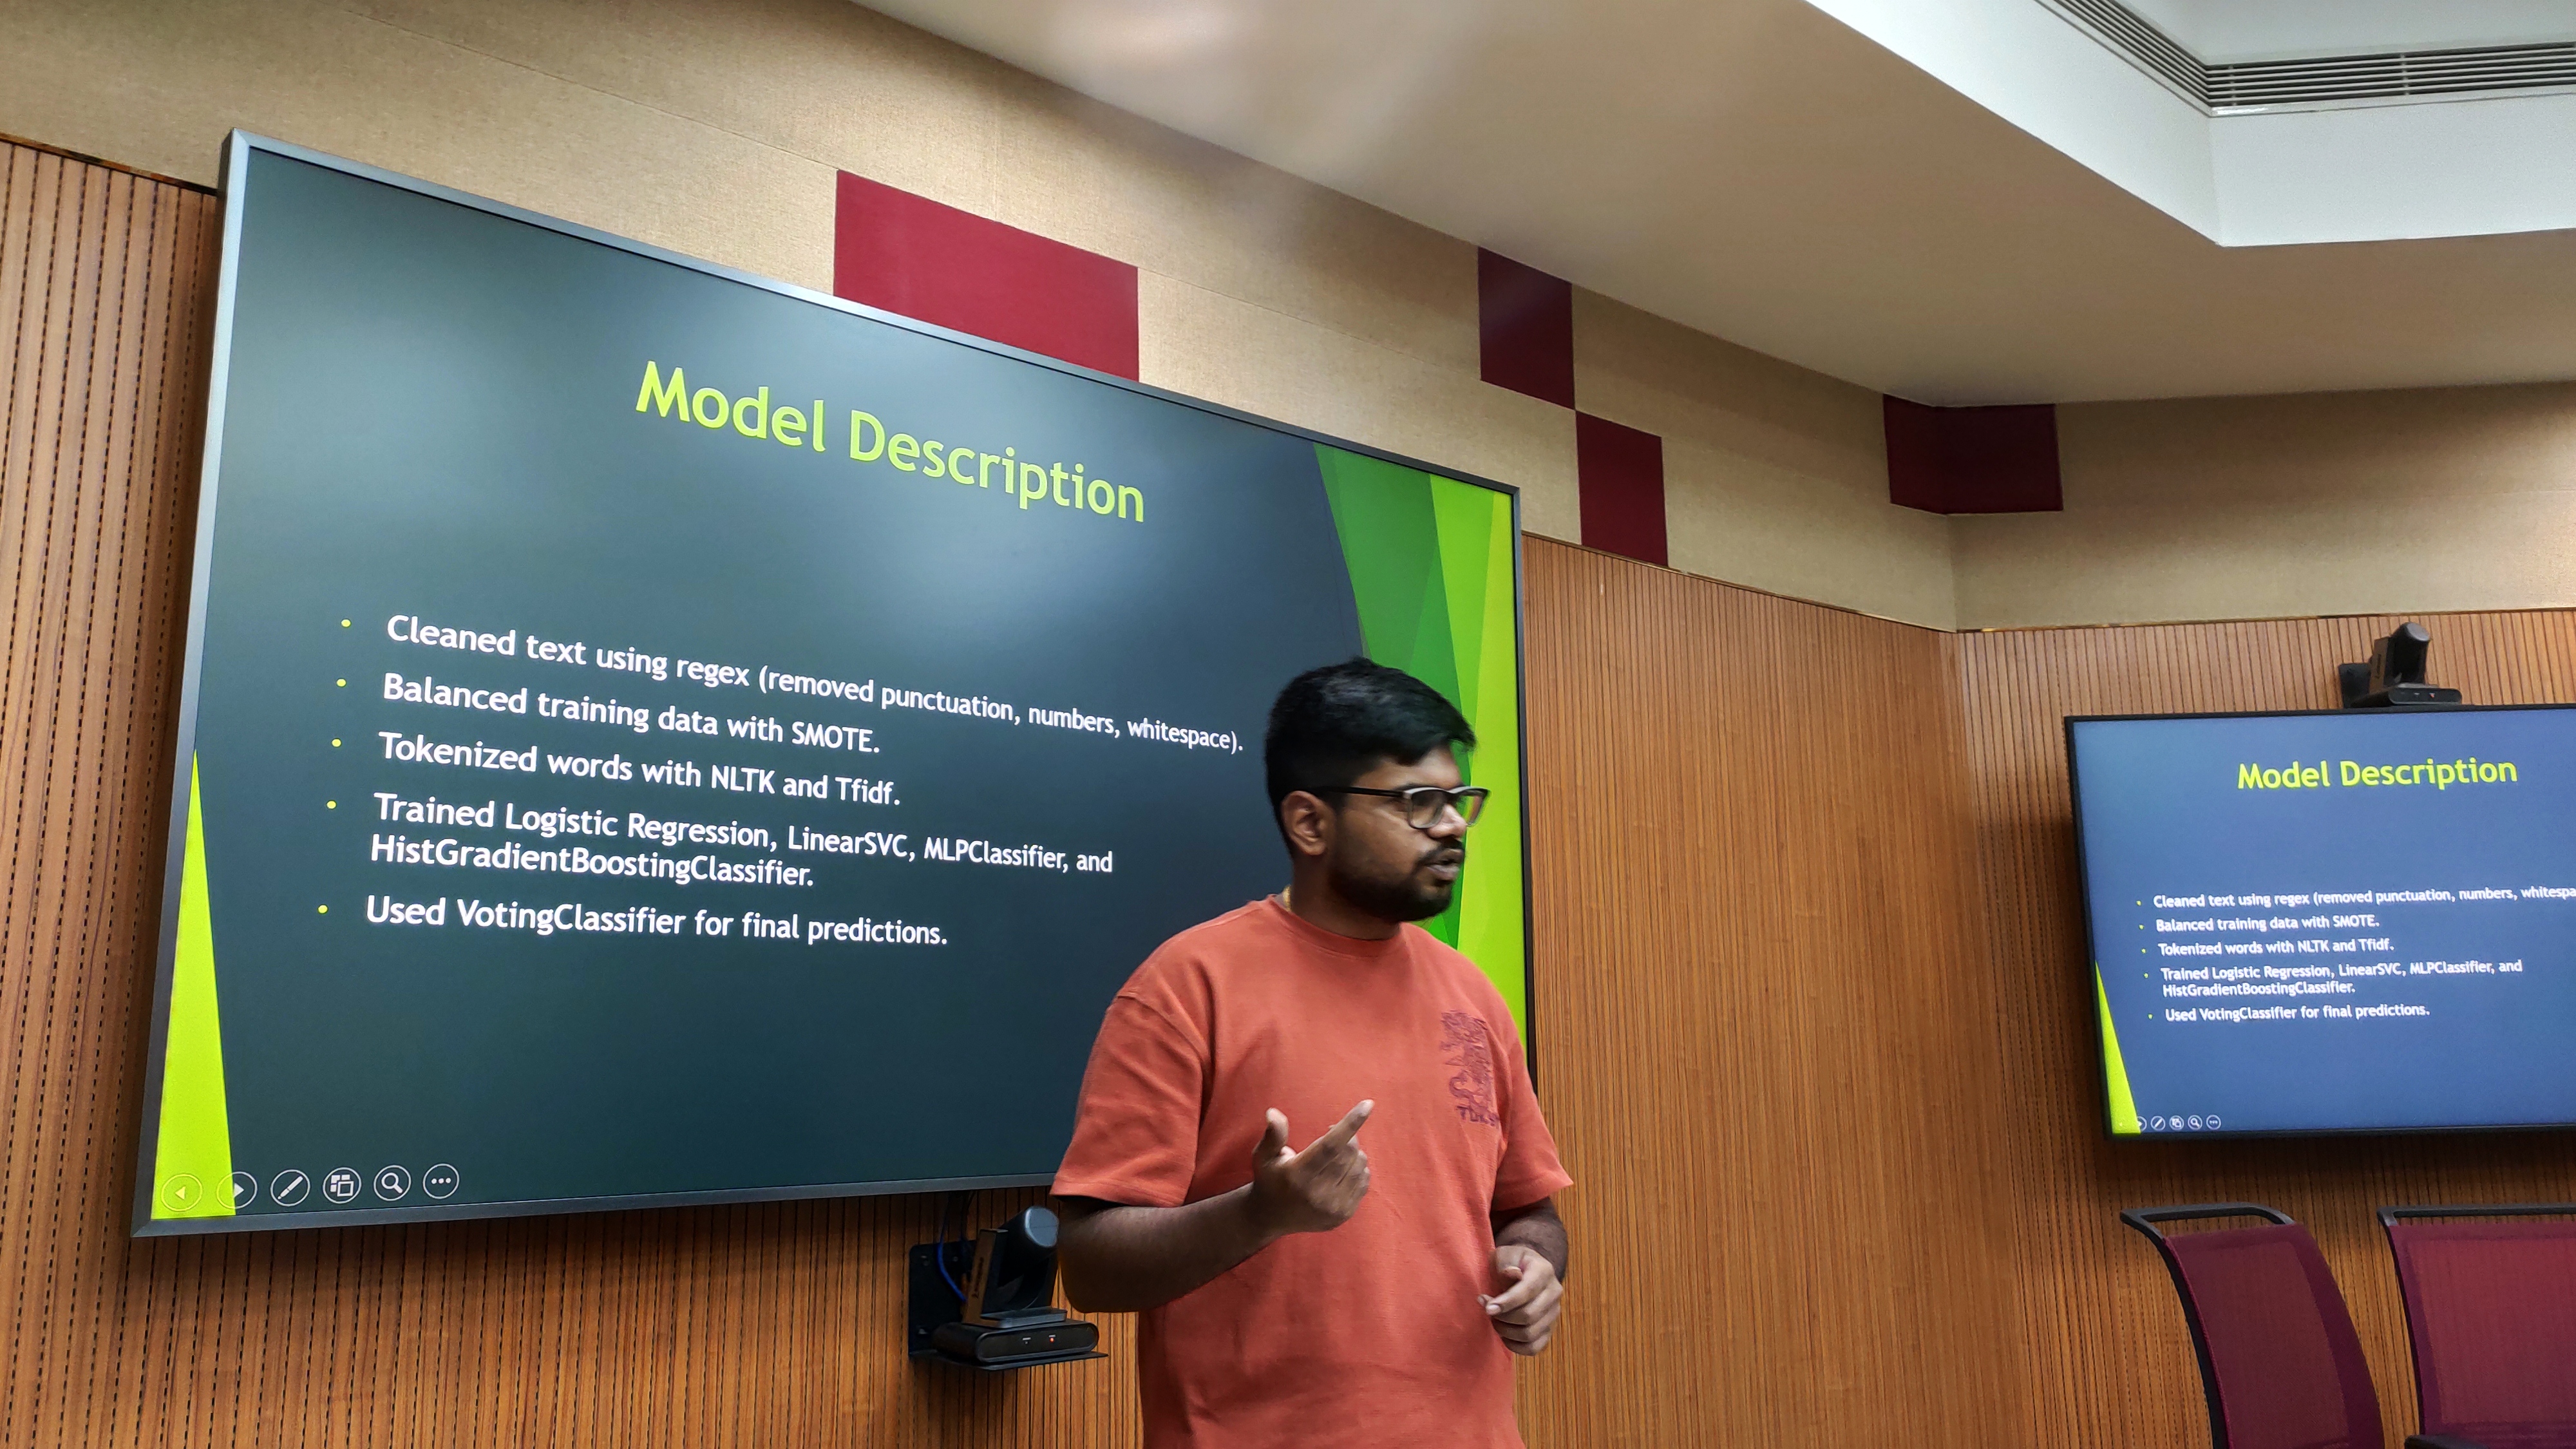 Model Description
• Cleaned text using regex (removed punctuation, numbers, whitespace).
• Balanced training data with SMOTE.
• Tokenized words with NLTK and Tfidf.
• Trained Logistic Regression, LinearSVC, MLPClassifier, and
HistGradientBoostingClassifier.
• Used VotingClassifier for final predictions.
Model Description
• Cleaned text using regex (removed punctuation, numbers,
• Balanced training data with SMOTE.
• Tokenized words with NLTK and Tfidf.
• Trained Logistic Regression, LinearSVC, MLPClassifier, and
HistGradientBoostingClassifier.
• Used VotingClassifier for final predictions.